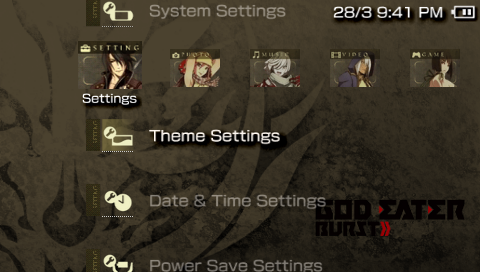 System Settings
28/3 9:41 PM
SETTING
PHOTO
MUSIC
VIDEO
GAME
Settings
Theme Settings
Date & Time Settings
GOD EATER
BURST
Power Save Settings